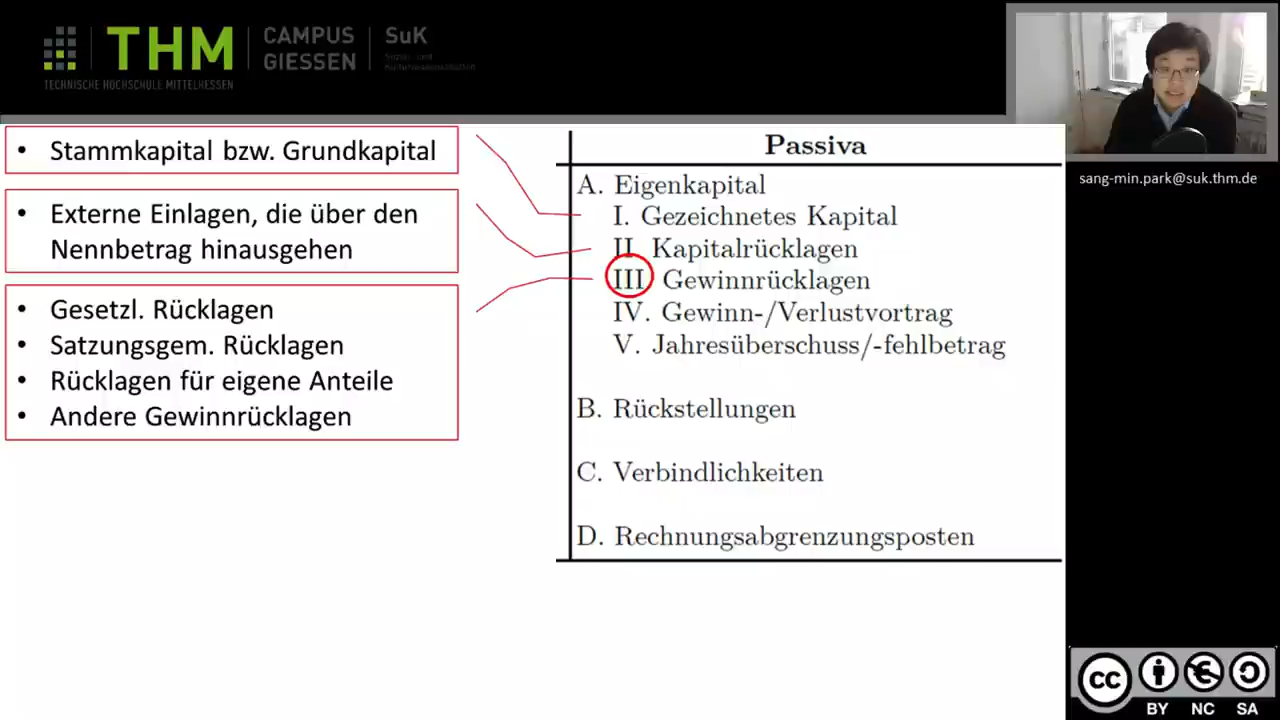 THM
CAMPUS
GIESSEN
SuK
TECHNISCHE HOCHSCHULE MITTELHESSEN
sang-min.park@suk.thm.de
• Stammkapital bzw. Grundkapital
• Externe Einlagen, die über den
Nennbetrag hinausgehen
• Gesetzl. Rücklagen
• Satzungsgem. Rücklagen
• Rücklagen für eigene Anteile
• Andere Gewinnrücklagen
Passiva
A. Eigenkapital
I. Gezeichnetes Kapital
II. Kapitalrücklagen
III. Gewinnrücklagen
IV. Gewinn-/Verlustvortrag
V. Jahresüberschuss/-fehlbetrag
B. Rückstellungen
C. Verbindlichkeiten
D. Rechnungsabgrenzungsposten
cc
BY NC SA